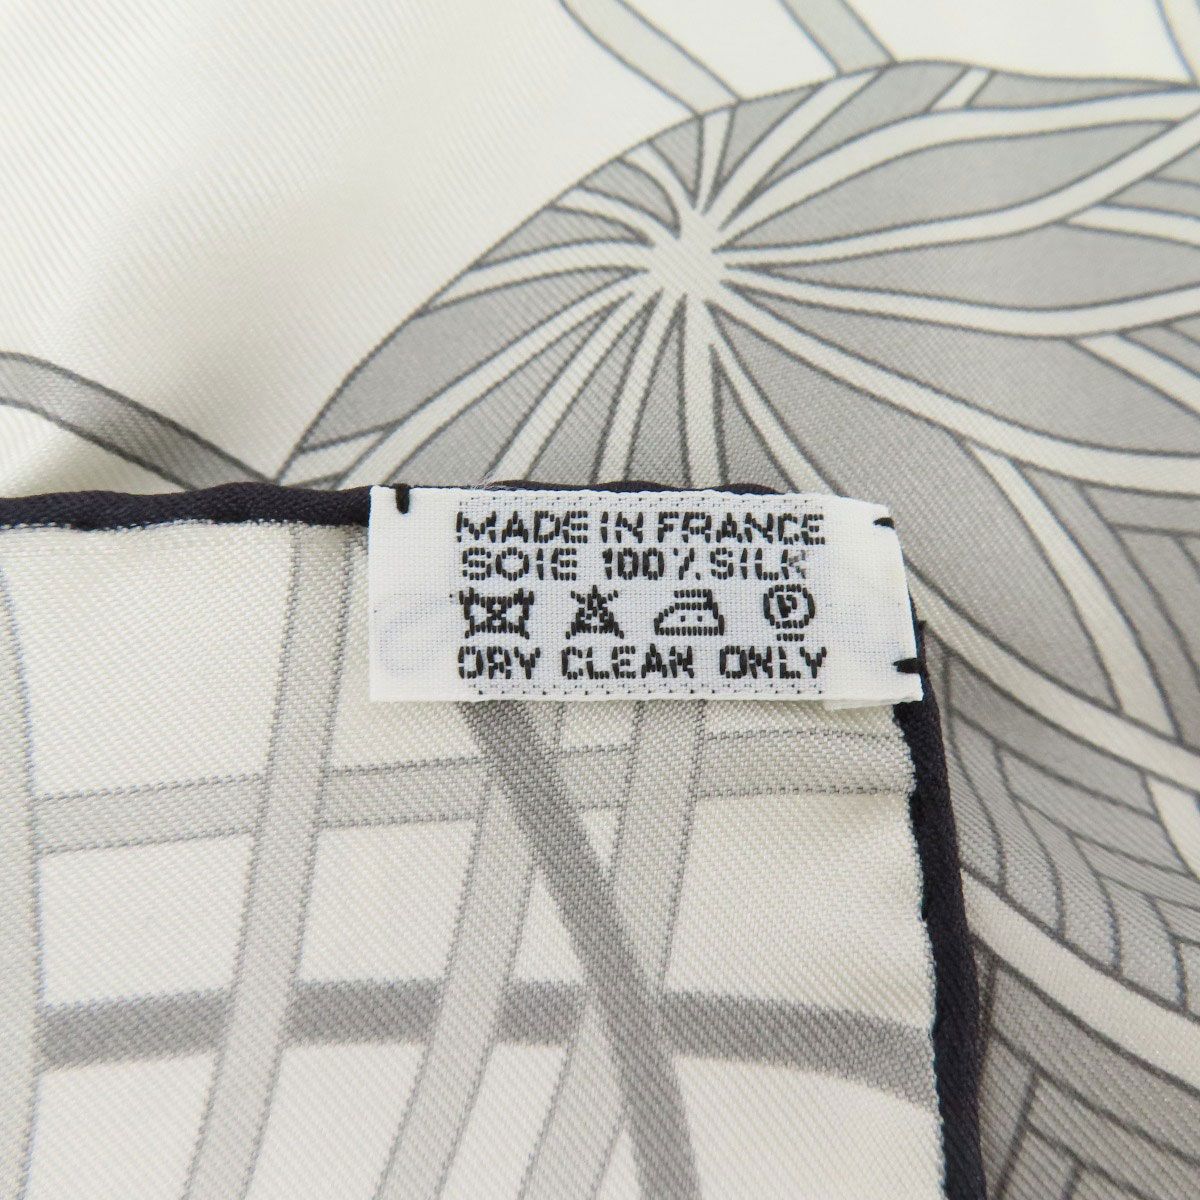 MADE IN FRANCE
SOIE 100% SILK
P
DRY CLEAN ONLY